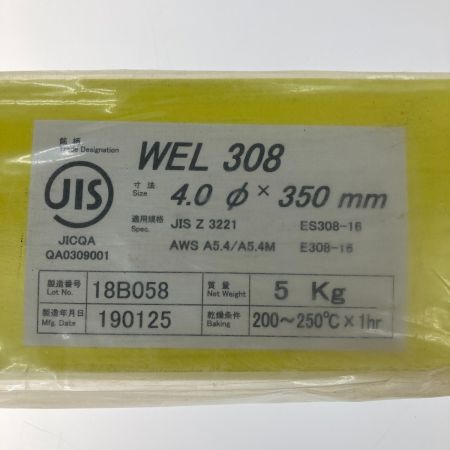 銘柄
Trade Designation
WEL 308
寸法
Size
4.0 φ × 350 mm
JIS
JICQA
QA0309001
適用規格
Spec.
JIS Z 3221 ES308-16
AWS A5.4/A5.4M E308-16
製造番号
Lot No.
18B058
質量
Net Weight
5 Kg
製造年月日
Mfg. Date
190125
乾燥条件
Baking
200～250℃×1hr